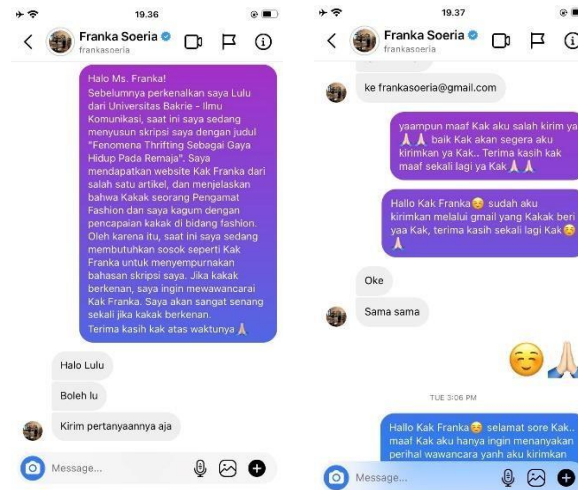 19.36
Franka Soeria
frankasoeria
Halo Ms. Franka!
Sebelumnya perkenalkan saya Lulu
dari Universitas Bakrie - Ilmu
Komunikasi, saat ini saya sedang
menyusun skripsi saya dengan judul
"Fenomena Thrifting Sebagai Gaya
Hidup Pada Remaja". Saya
mendapatkan website Kak Franka dari
salah satu artikel, dan menjelaskan
bahwa Kakak seorang Pengamat
Fashion dan saya kagum dengan
pencapaian kakak di bidang fashion.
Oleh karena itu, saat ini saya sedang
membutuhkan sosok seperti Kak
Franka untuk menyempurnakan
bahasan skripsi saya. Jika kakak
berkenan, saya ingin mewawancarai
Kak Franka. Saya akan sangat senang
sekali jika kakak berkenan.
Terima kasih kak atas waktunya🙏🏻
Halo Lulu
Boleh lu
Kirim pertanyaannya aja
Message...
19.37
Franka Soeria
frankasoeria
ke frankasoeria@gmail.com
yaampun maaf Kak aku salah kirim ya
🙏🏻🙏🏻 baik Kak akan segera aku
kirimkan ya Kak.. Terima kasih kak
maaf sekali lagi ya Kak🙏🏻🙏🏻
Hallo Kak Franka☺️ sudah aku
kirimkan melalui gmail yang Kakak beri
yaa Kak, terima kasih sekali lagi Kak☺️
🙏🏻
Oke
Sama sama
☺️🙏🏻
TUE 3:06 PM
Hallo Kak Franka☺️ selamat sore Kak..
maaf Kak aku hanya ingin menanyakan
perihal wawancara yanh aku kirimkan
Message...